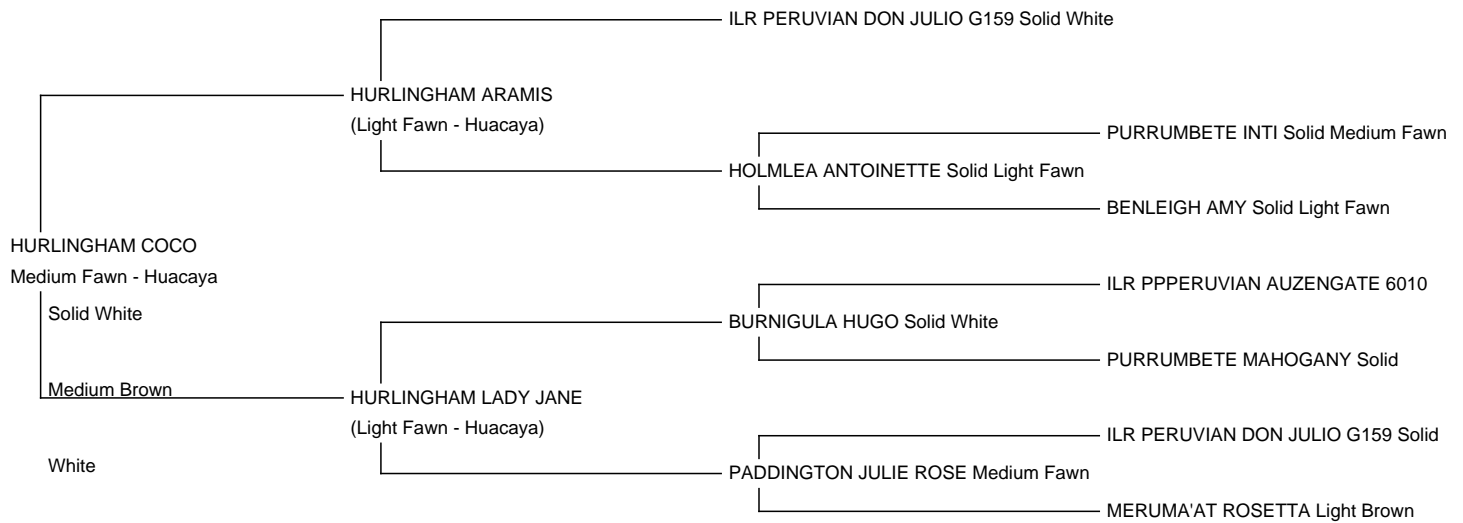 ILR PERUVIAN DON JULIO G159 Solid White
HURLINGHAM ARAMIS
(Light Fawn - Huacaya)
PURRUMBETE INTI Solid Medium Fawn
HOLMLEA ANTOINETTE Solid Light Fawn
BENLEIGH AMY Solid Light Fawn
HURLINGHAM COCO
Medium Fawn - Huacaya
ILR PPPERUVIAN AUZENGATE 6010
Solid White
BURNIGULA HUGO Solid White
PURRUMBETE MAHOGANY Solid
Medium Brown
HURLINGHAM LADY JANE
(Light Fawn - Huacaya)
ILR PERUVIAN DON JULIO G159 Solid
White
PADDINGTON JULIE ROSE Medium Fawn
MERUMA'AT ROSETTA Light Brown